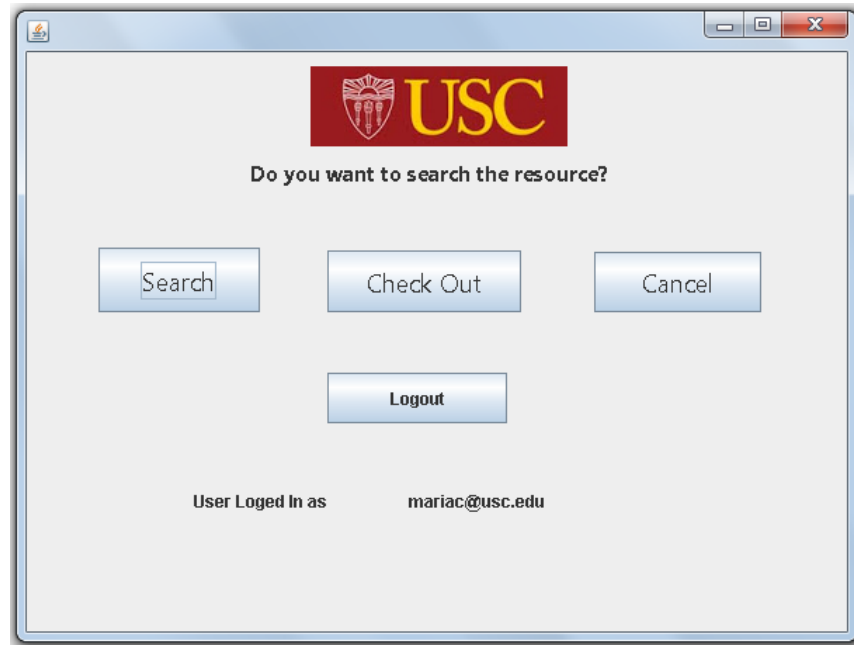 USC
Do you want to search the resource?
Search Check Out Cancel
Logout
User Loged In as mariac@usc.edu